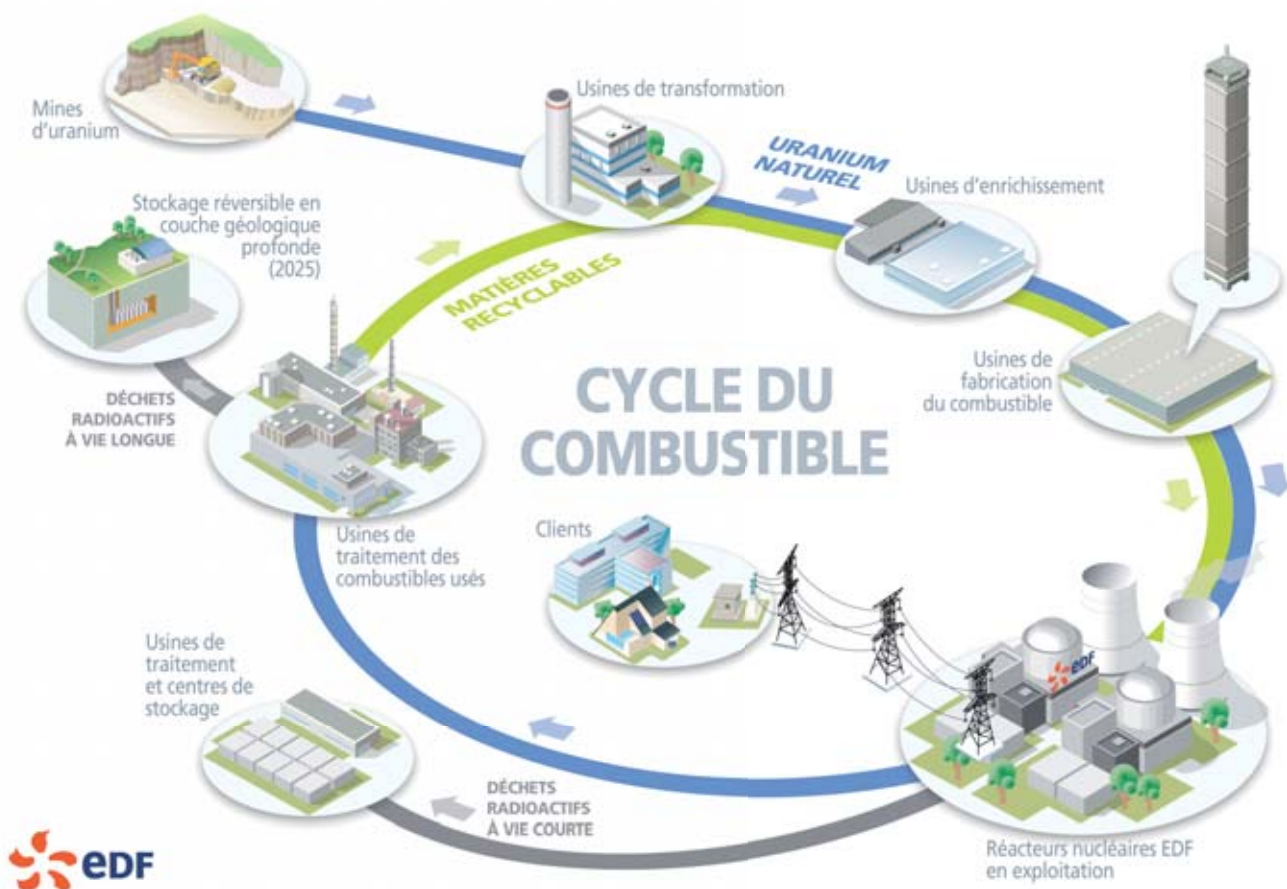 Mines
d'uranium
Usines de transformation
URANIUM
NATUREL
Usines d'enrichissement
Stockage réversible en
couche géologique
profonde
(2025)
MATIÈRES
RECYCLABLES
Usines de
fabrication
du combustible
DÉCHETS
RADIOACTIFS
À VIE LONGUE
CYCLE DU
COMBUSTIBLE
Usines de
traitement des
combustibles usés
Clients
Usines de
traitement
et centres de
stockage
eDF
DÉCHETS
RADIOACTIFS
À VIE COURTE
Réacteurs nucléaires EDF
en exploitation
eDF